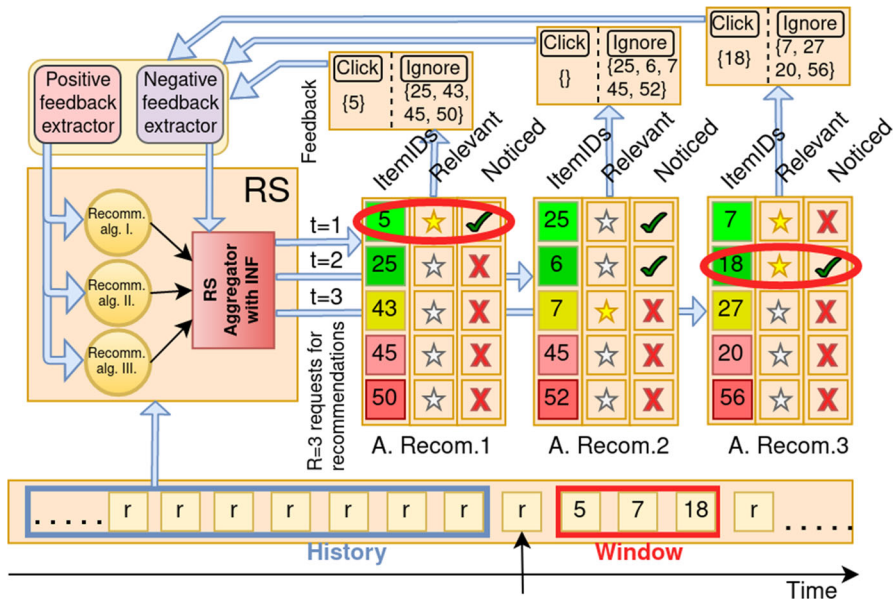 Positive
feedback
extractor
Negative
feedback
extractor
Feedback
Click
{5}
Ignore
{25, 43,
45, 50}
Click
{}
Ignore
{25, 6, 7
45, 52}
Click
{18}
Ignore
{7, 27
20, 56}
RS
Recomm.
alg. I.
Recomm.
alg. II.
Recomm.
alg. III.
RS
Aggregator
with INF
t=1
t=2
t=3
R=3 requests for
recommendations
ItemIDs
Relevant
Noticed
5
25
43
45
50
A. Recom.1
ItemIDs
Relevant
Noticed
25
6
7
45
52
A. Recom.2
ItemIDs
Relevant
Noticed
7
18
27
20
56
A. Recom.3
..... r r r r r r r r 5 7 18 r .....
History
Window
Time